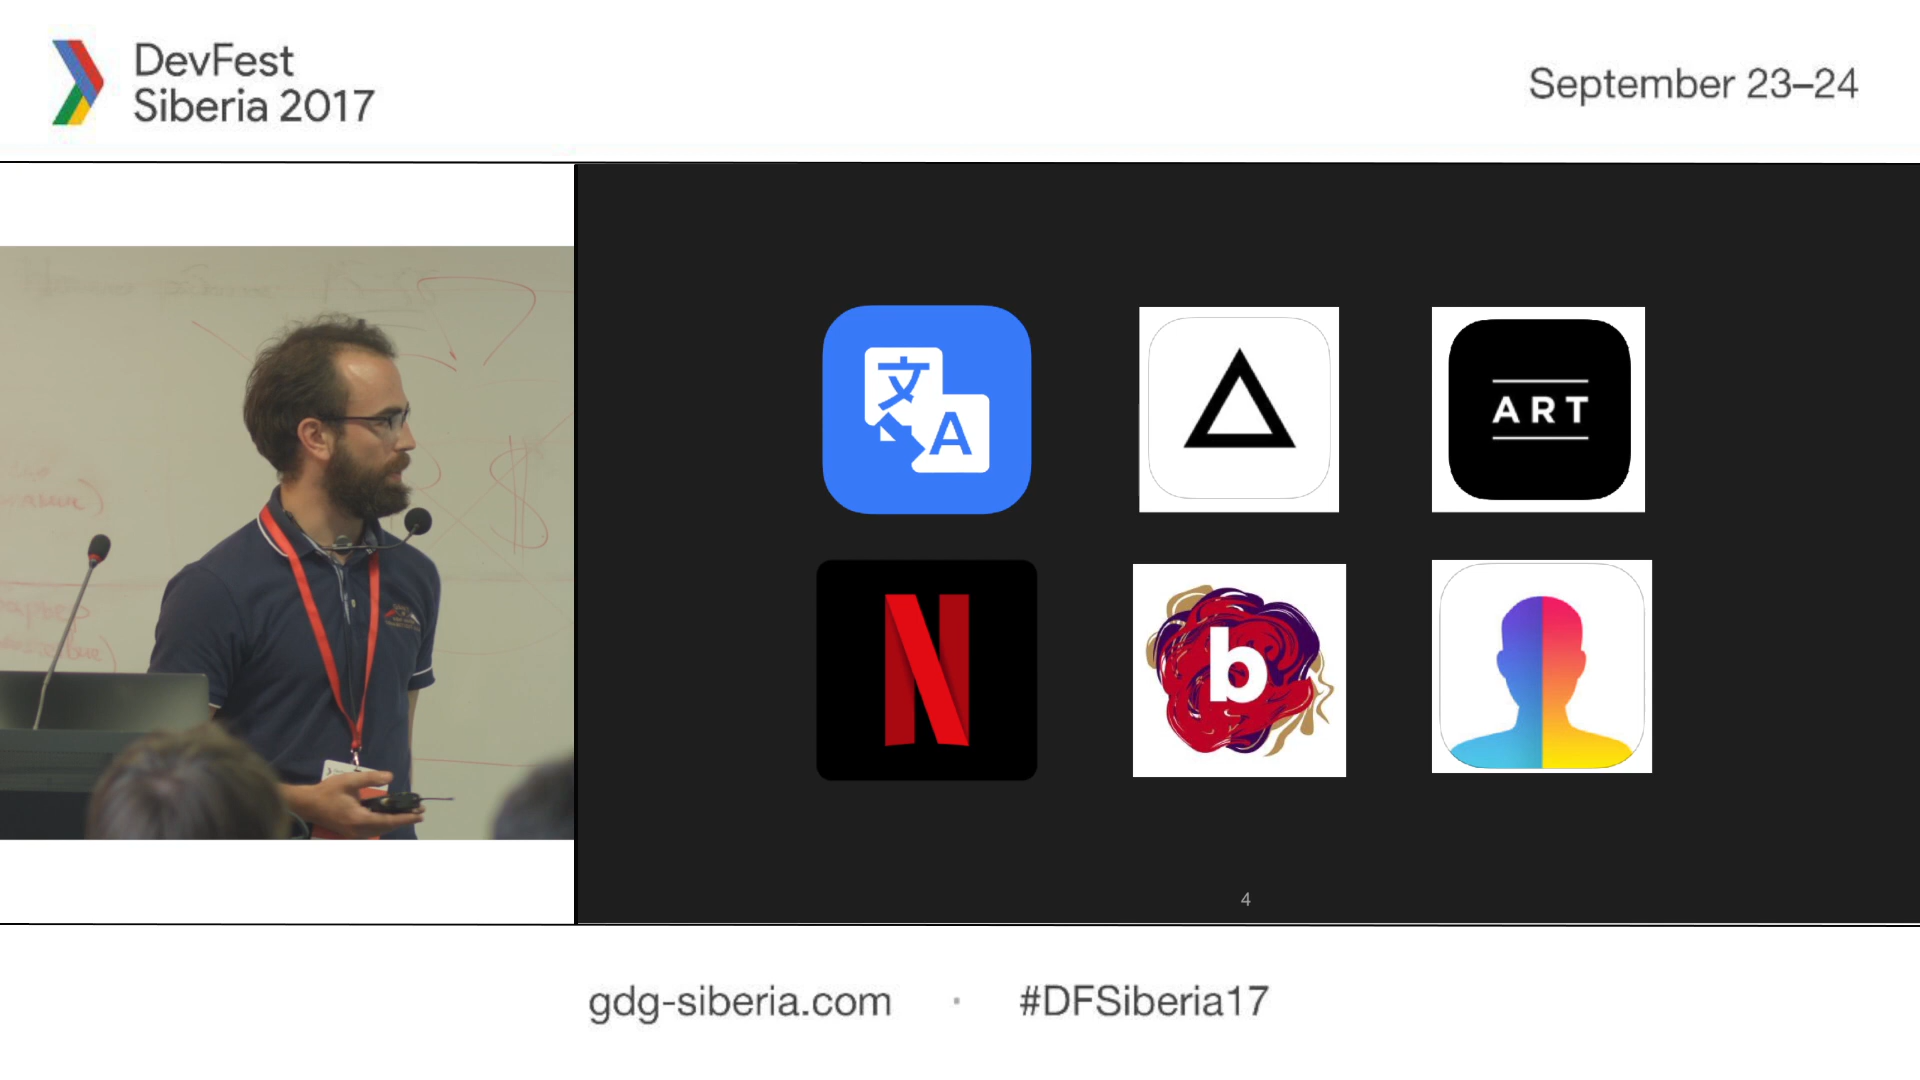 DevFest
Siberia 2017
September 23–24
文
A
ART
N
b
4
gdg-siberia.com · #DFSiberia17